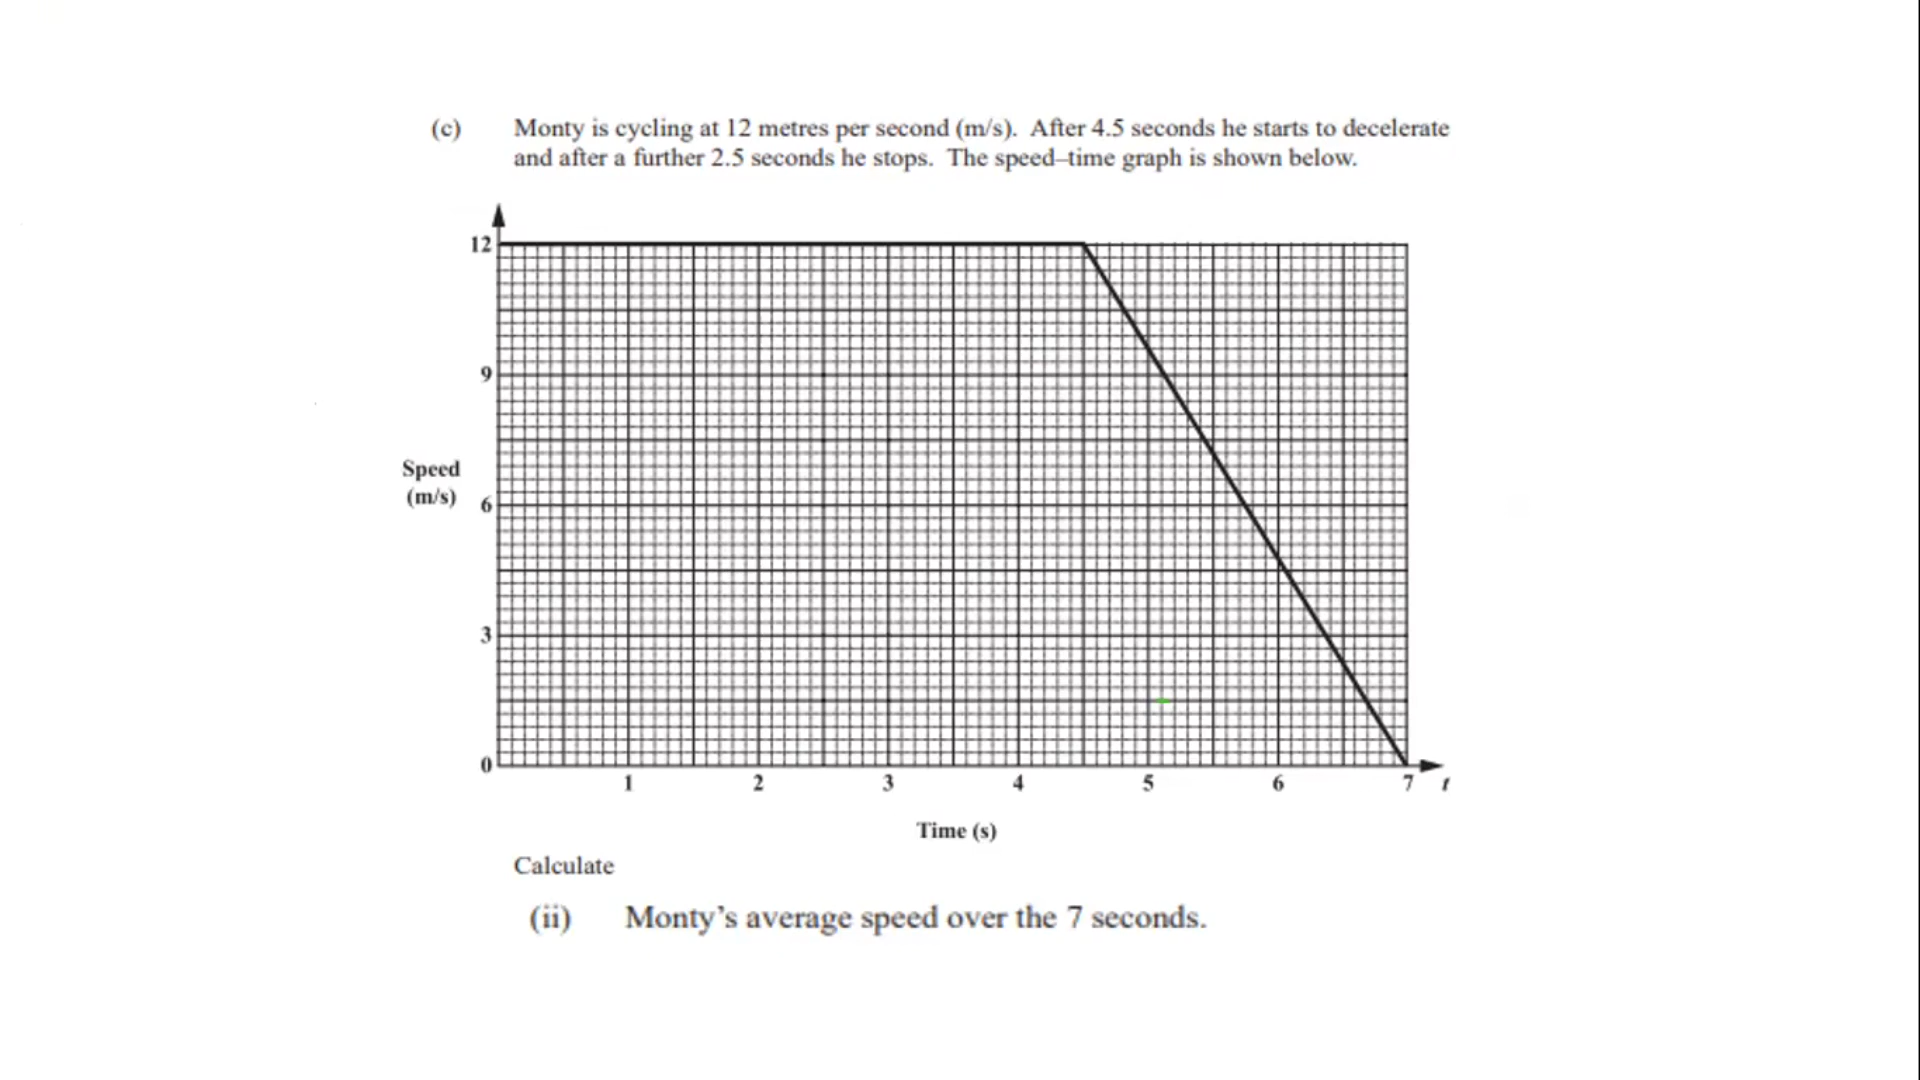 (c) Monty is cycling at 12 metres per second (m/s). After 4.5 seconds he starts to decelerate
and after a further 2.5 seconds he stops. The speed–time graph is shown below.
12
9
Speed
(m/s)
6
3
0
1 2 3 4 5 6 7 t
Time (s)
Calculate
(ii) Monty’s average speed over the 7 seconds.